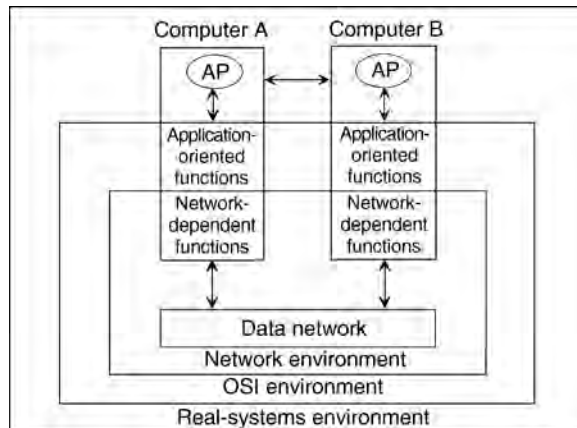 Computer A
Computer B
AP
AP
Application-
oriented
functions
Application-
oriented
functions
Network-
dependent
functions
Network-
dependent
functions
Data network
Network environment
OSI environment
Real-systems environment